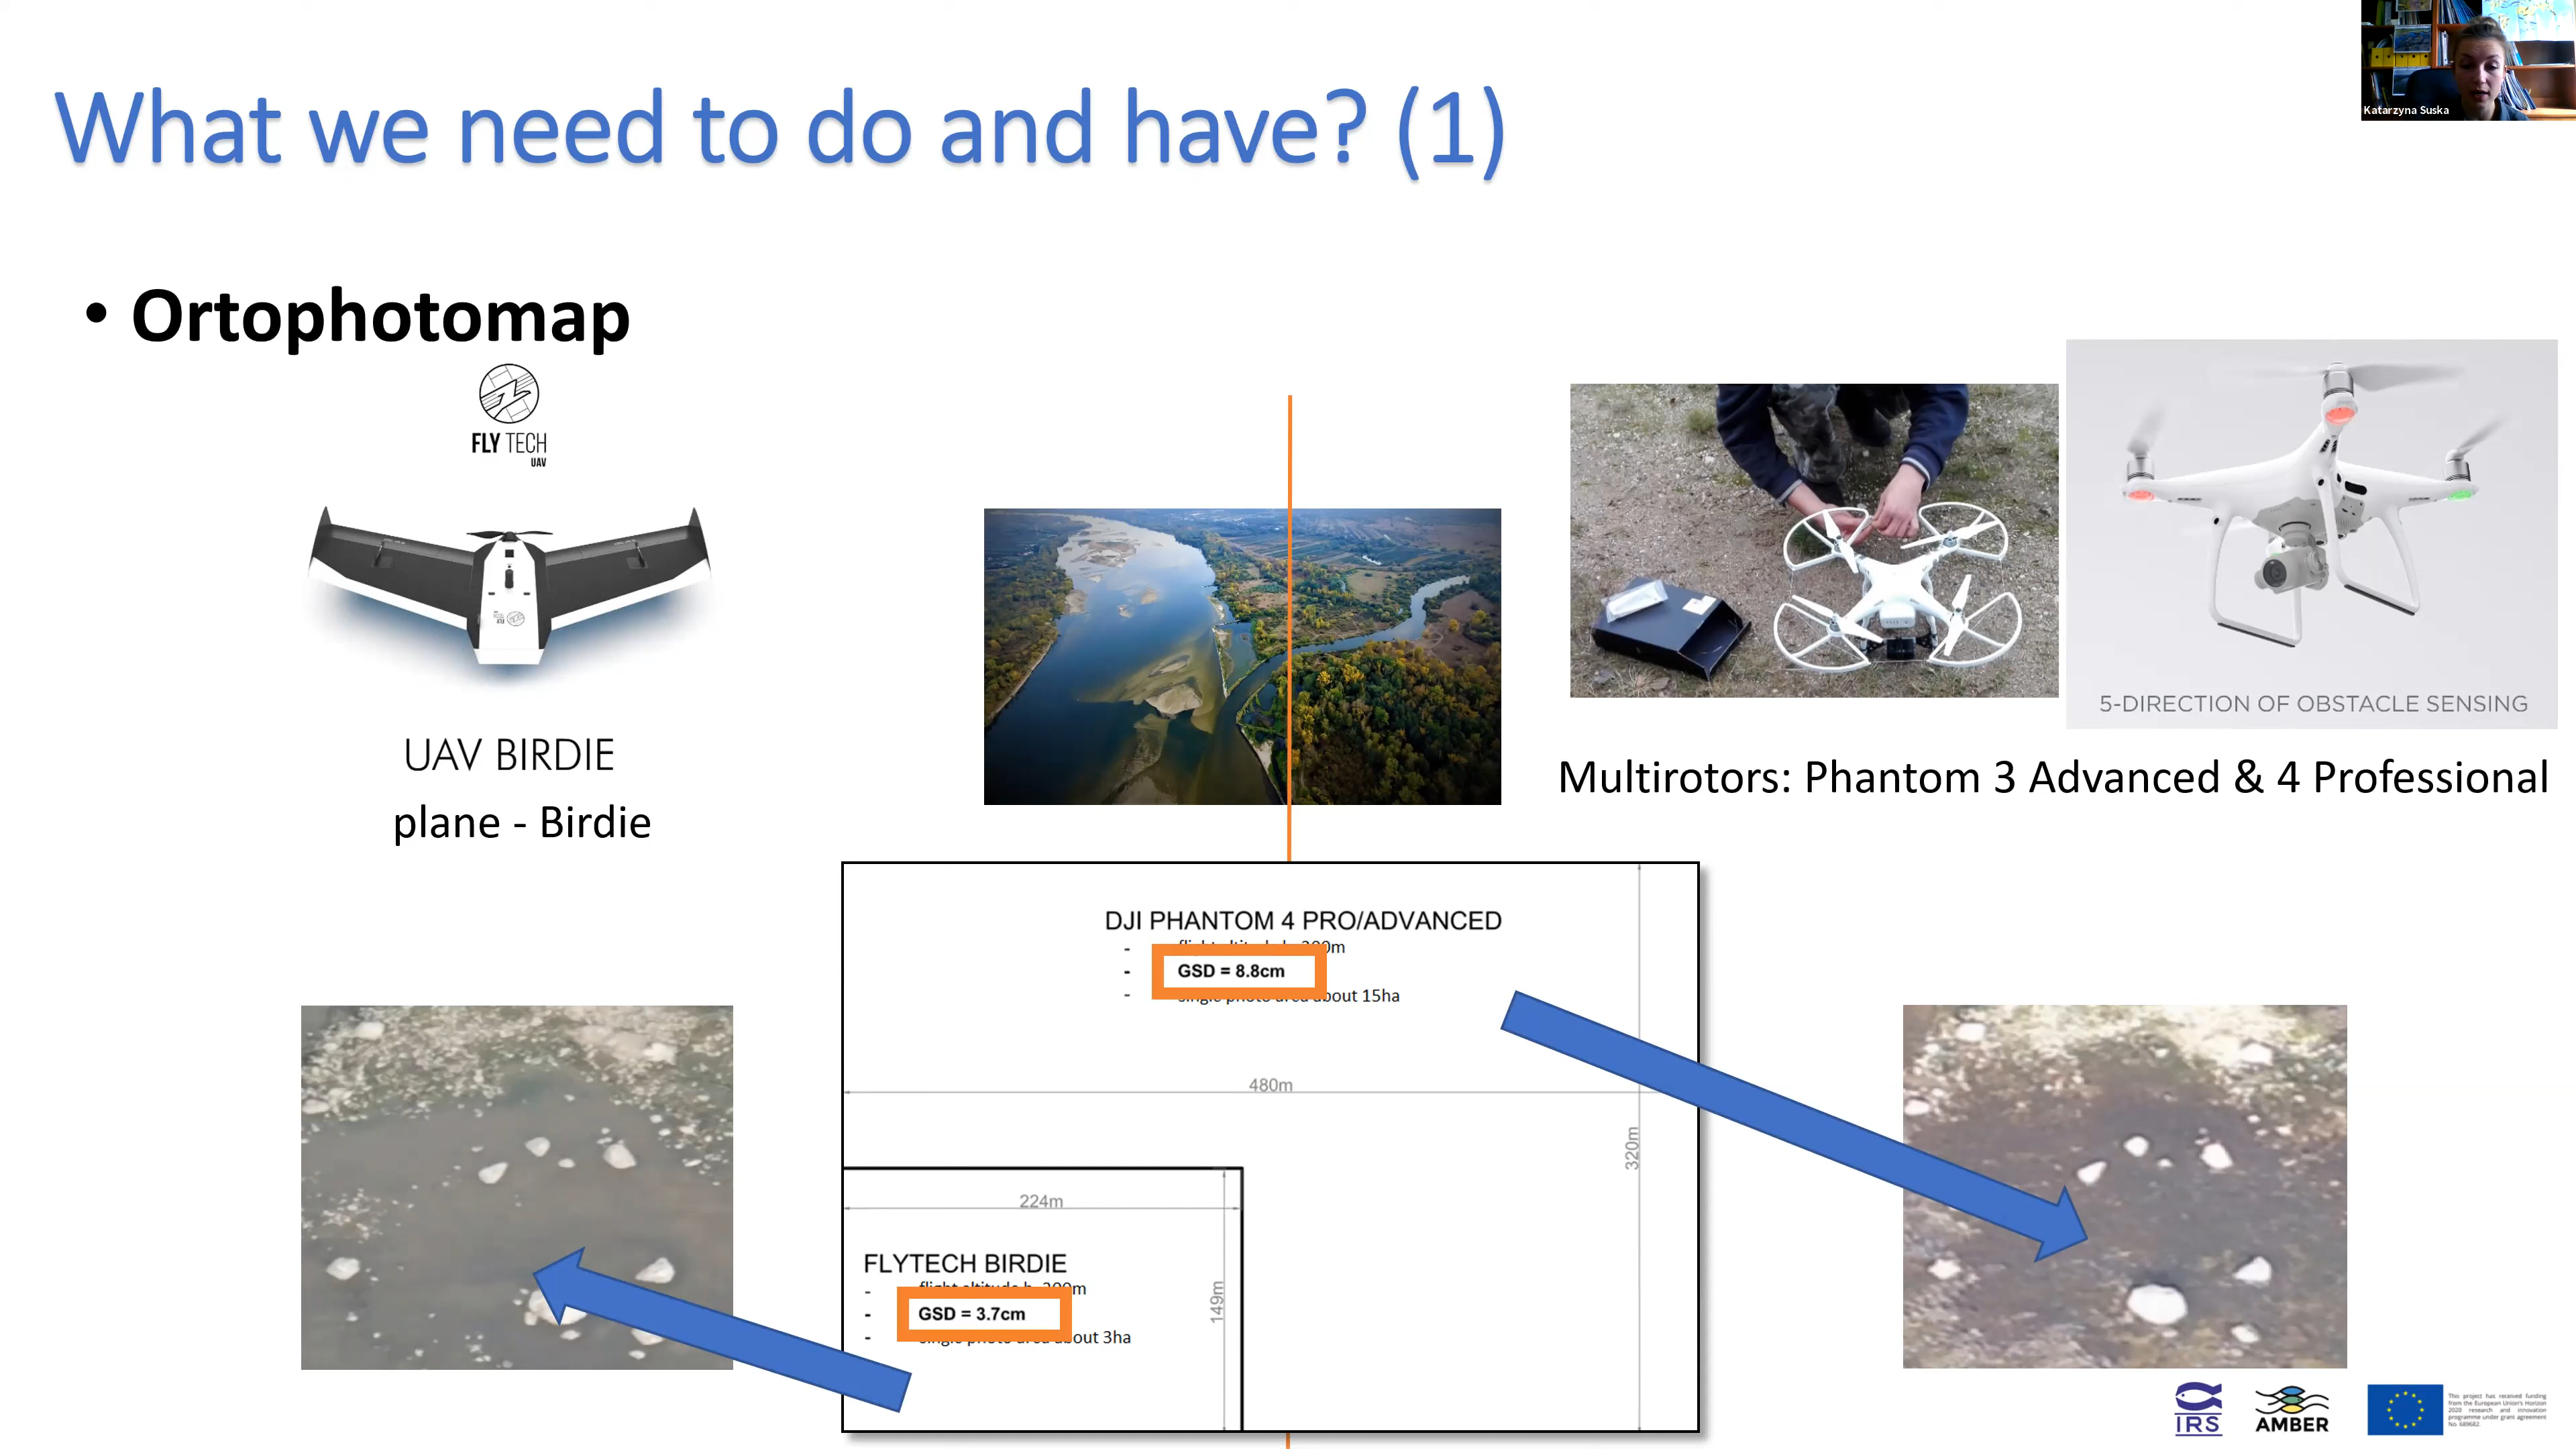 Katarzyna Suska
What we need to do and have? (1)
• Ortophotomap
FLY TECH
UAV
UAV BIRDIE
plane - Birdie
5-DIRECTION OF OBSTACLE SENSING
Multirotors: Phantom 3 Advanced & 4 Professional
DJI PHANTOM 4 PRO/ADVANCED
- flight altitude h 200m
- GSD = 8.8cm
- single photo area about 15ha
480m
320m
224m
149m
FLYTECH BIRDIE
- flight altitude h 200m
- GSD = 3.7cm
- single photo area about 3ha
IRS
AMBER
This project has received funding
from the European Union's Horizon
2020 research and innovation
programme under grant agreement
No 689682.